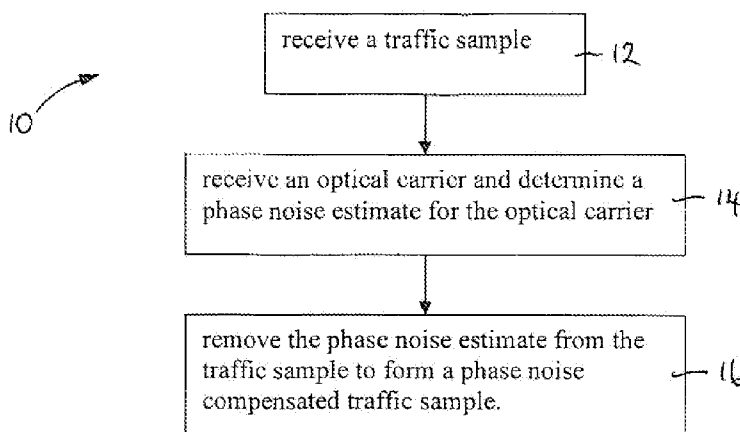 receive a traffic sample
12
10
receive an optical carrier and determine a
phase noise estimate for the optical carrier
14
remove the phase noise estimate from the
traffic sample to form a phase noise
compensated traffic sample.
16